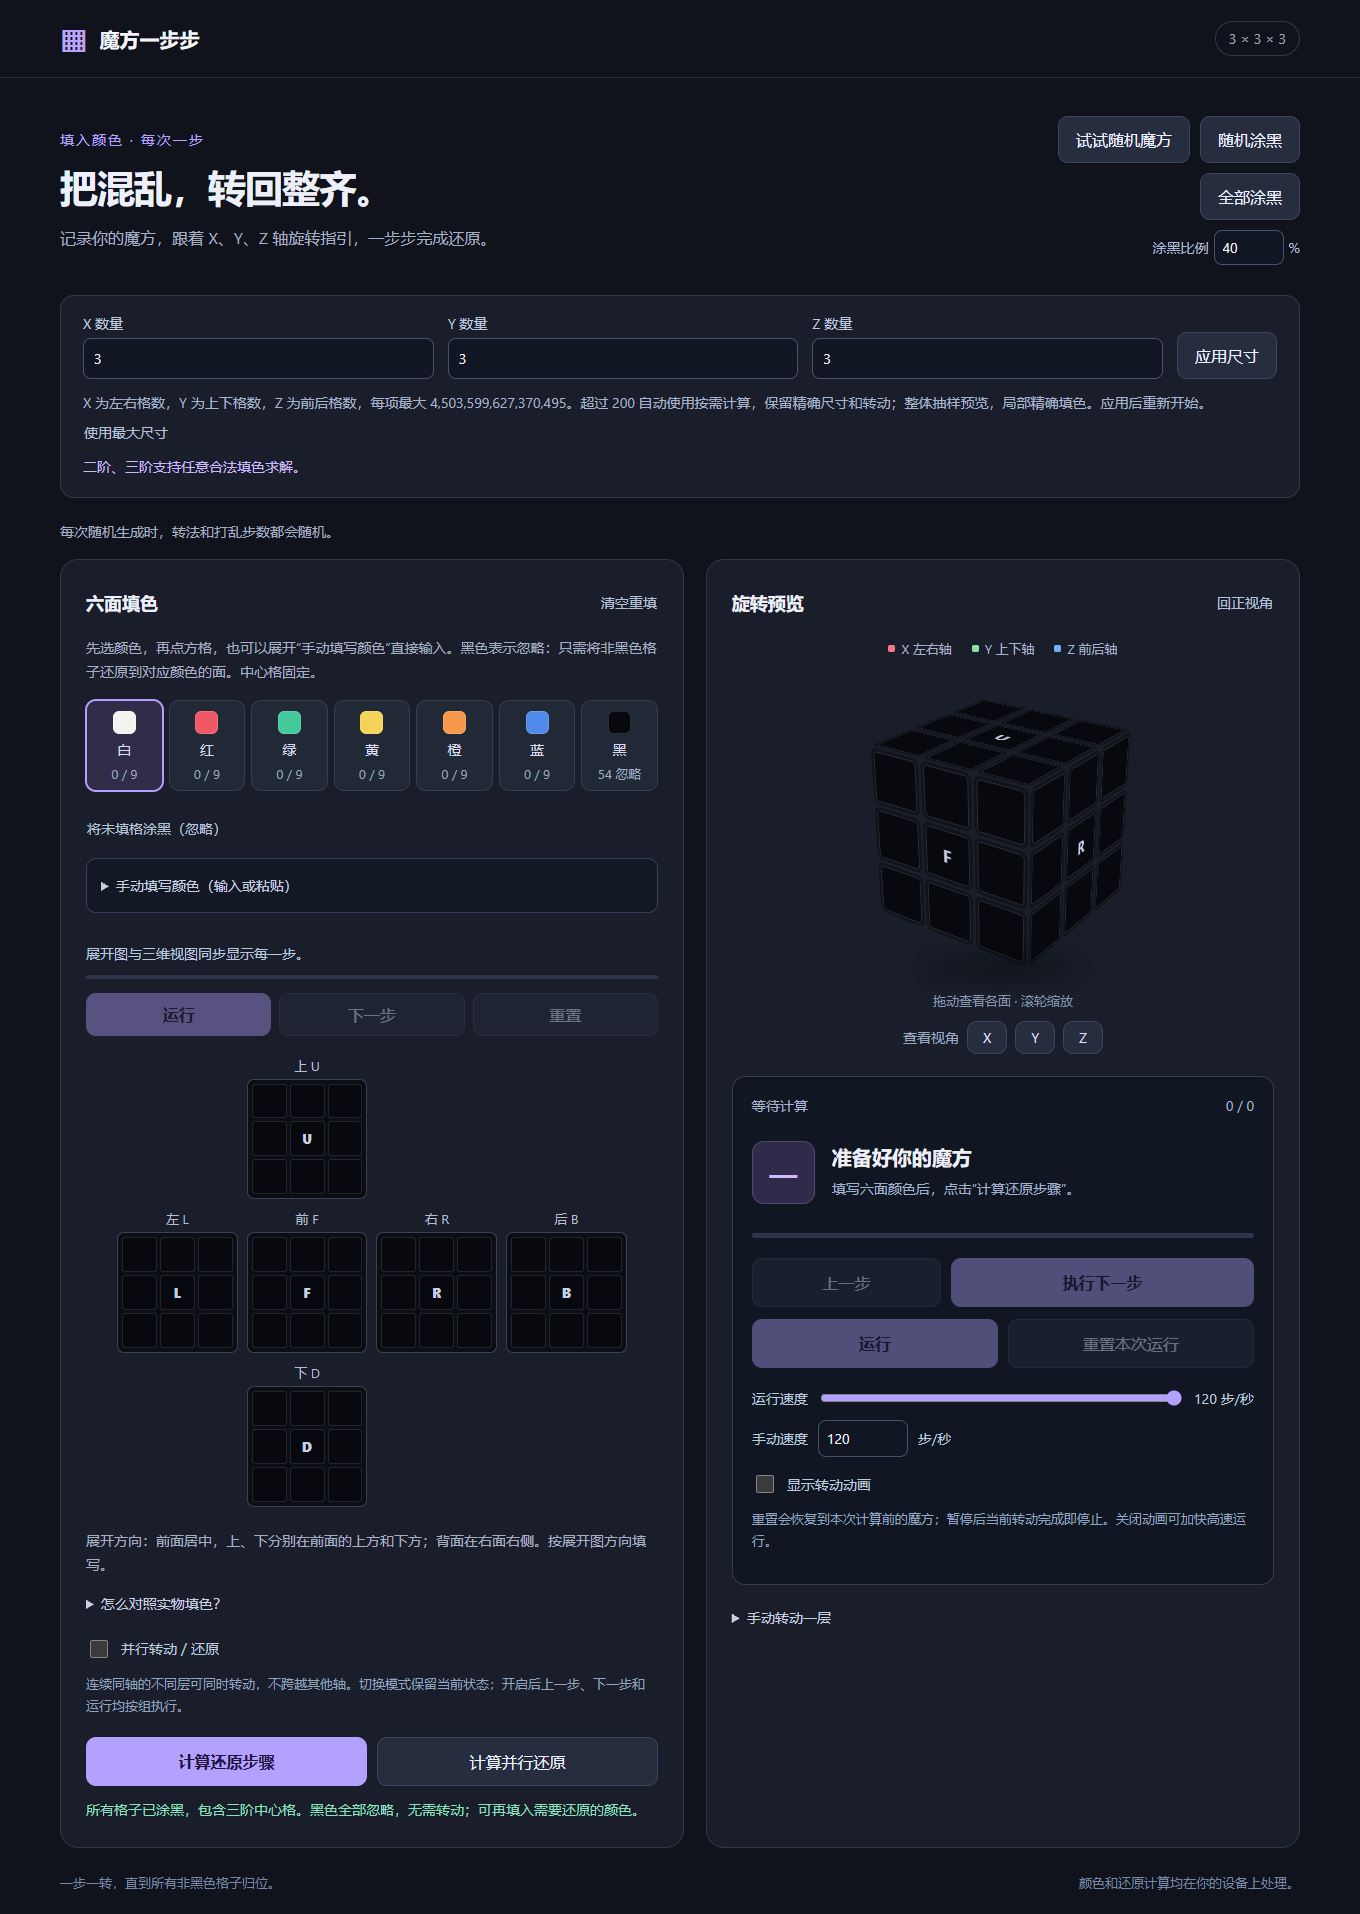 魔方一步步
3 × 3 × 3
填入颜色 · 每次一步
把混乱，转回整齐。
记录你的魔方，跟着 X、Y、Z 轴旋转指引，一步步完成还原。
试试随机魔方
随机涂黑
全部涂黑
涂黑比例 40 %
X 数量
Y 数量
Z 数量
3
3
3
应用尺寸
X 为左右格数，Y 为上下格数，Z 为前后格数，每项最大 4,503,599,627,370,495。超过 200 自动使用按需计算，保留精确尺寸和转动；整体抽样预览，局部精确填色。应用后重新开始。
使用最大尺寸
二阶、三阶支持任意合法填色求解。
每次随机生成时，转法和打乱步数都会随机。
六面填色
清空重填
先选颜色，再点方格，也可以展开“手动填写颜色”直接输入。黑色表示忽略：只需将非黑色格
子还原到对应颜色的面。中心格固定。
白
红
绿
黄
橙
蓝
黑
0 / 9
0 / 9
0 / 9
0 / 9
0 / 9
0 / 9
54 忽略
将未填格涂黑（忽略）
手动填写颜色（输入或粘贴）
展开图与三维视图同步显示每一步。
运行
下一步
重置
上 U
U
左 L
前 F
右 R
后 B
L
F
R
B
下 D
D
展开方向：前面居中，上、下分别在前面的上方和下方；背面在右面右侧。按展开图方向填
写。
怎么对照实物填色？
并行转动 / 还原
连续同轴的不同层可同时转动，不跨越其他轴。切换模式保留当前状态；开启后上一步、下一步和
运行均按组执行。
计算还原步骤
计算并行还原
所有格子已涂黑，包含三阶中心格。黑色全部忽略，无需转动；可再填入需要还原的颜色。
旋转预览
回正视角
X 左右轴
Y 上下轴
Z 前后轴
U
F
R
拖动查看各面 · 滚轮缩放
查看视角
X
Y
Z
等待计算
0 / 0
—
准备好你的魔方
填写六面颜色后，点击“计算还原步骤”。
上一步
执行下一步
运行
重置本次运行
运行速度
120 步/秒
手动速度
120
步/秒
显示转动动画
重置会恢复到本次计算前的魔方；暂停后当前转动完成即停止。关闭动画可加快高速运
行。
手动转动一层
一步一转，直到所有非黑色格子归位。
颜色和还原计算均在你的设备上处理。